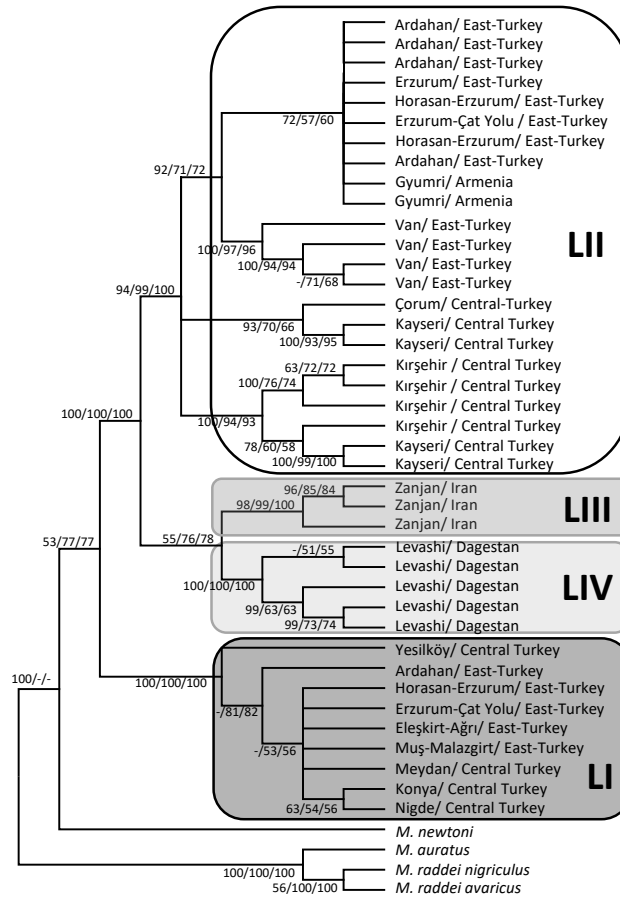 Ardahan/ East-Turkey
Ardahan/ East-Turkey
Ardahan/ East-Turkey
Erzurum/ East-Turkey
72/57/60
Horasan-Erzurum/ East-Turkey
Erzurum-Çat Yolu/ East-Turkey
Horasan-Erzurum/ East-Turkey
Ardahan/ East-Turkey
92/71/72
Gyumri/ Armenia
Gyumri/ Armenia
Van/ East-Turkey
Van/ East-Turkey
100/97/96
LII
Van/ East-Turkey
100/94/94
Van/ East-Turkey
-/71/68
94/99/100
Çorum/ Central-Turkey
93/70/66
Kayseri/ Central Turkey
100/93/95
Kayseri/ Central Turkey
63/72/72
Kırşehir / Central Turkey
100/76/74
Kırşehir / Central Turkey
Kırşehir / Central Turkey
100/94/93
Kırşehir / Central Turkey
100/100/100
78/60/58
Kayseri/ Central Turkey
100/99/100
Kayseri/ Central Turkey
96/85/84
Zanjan/ Iran
98/99/100
Zanjan/ Iran
LIII
Zanjan/ Iran
53/77/77
55/76/78
-/51/55
Levashi/ Dagestan
Levashi/ Dagestan
100/100/100
Levashi/ Dagestan
LIV
99/63/63
Levashi/ Dagestan
99/73/74
Levashi/ Dagestan
Yesilköy/ Central Turkey
Ardahan/ East-Turkey
100/100/100
100/-/-
Horasan-Erzurum/ East-Turkey
-/81/82
Erzurum-Çat Yolu/ East-Turkey
Eleşkirt-Ağrı/ East-Turkey
-/53/56
Muş-Malazgirt/ East-Turkey
Meydan/ Central Turkey
LI
Konya/ Central Turkey
63/54/56
Nigde/ Central Turkey
M. newtoni
M. auratus
100/100/100
M. raddei nigriculus
56/100/100
M. raddei avaricus